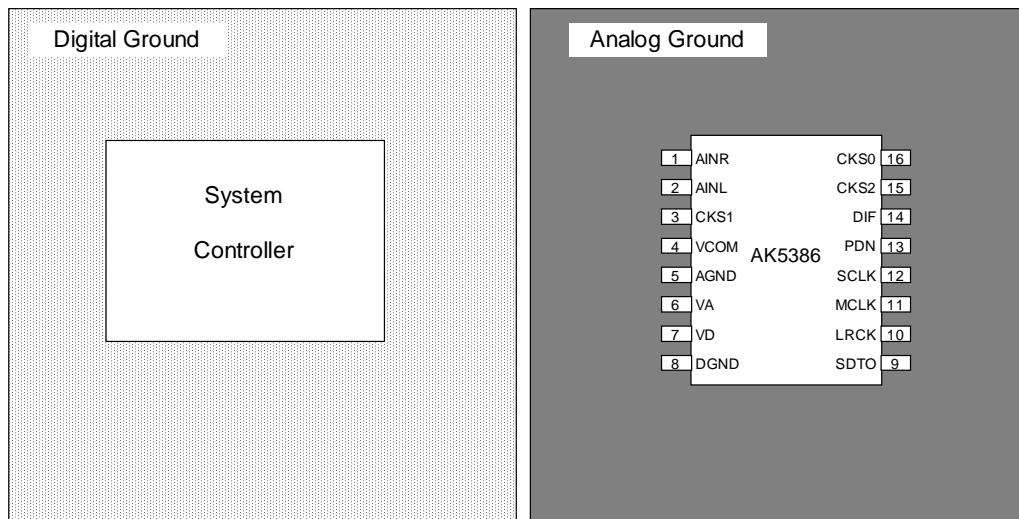 Digital Ground
System
Controller
Analog Ground
1 AINR
2 AINL
3 CKS1
4 VCOM
5 AGND
6 VA
7 VD
8 DGND
AK5386
CKS0 16
CKS2 15
DIF 14
PDN 13
SCLK 12
MCLK 11
LRCK 10
SDTO 9